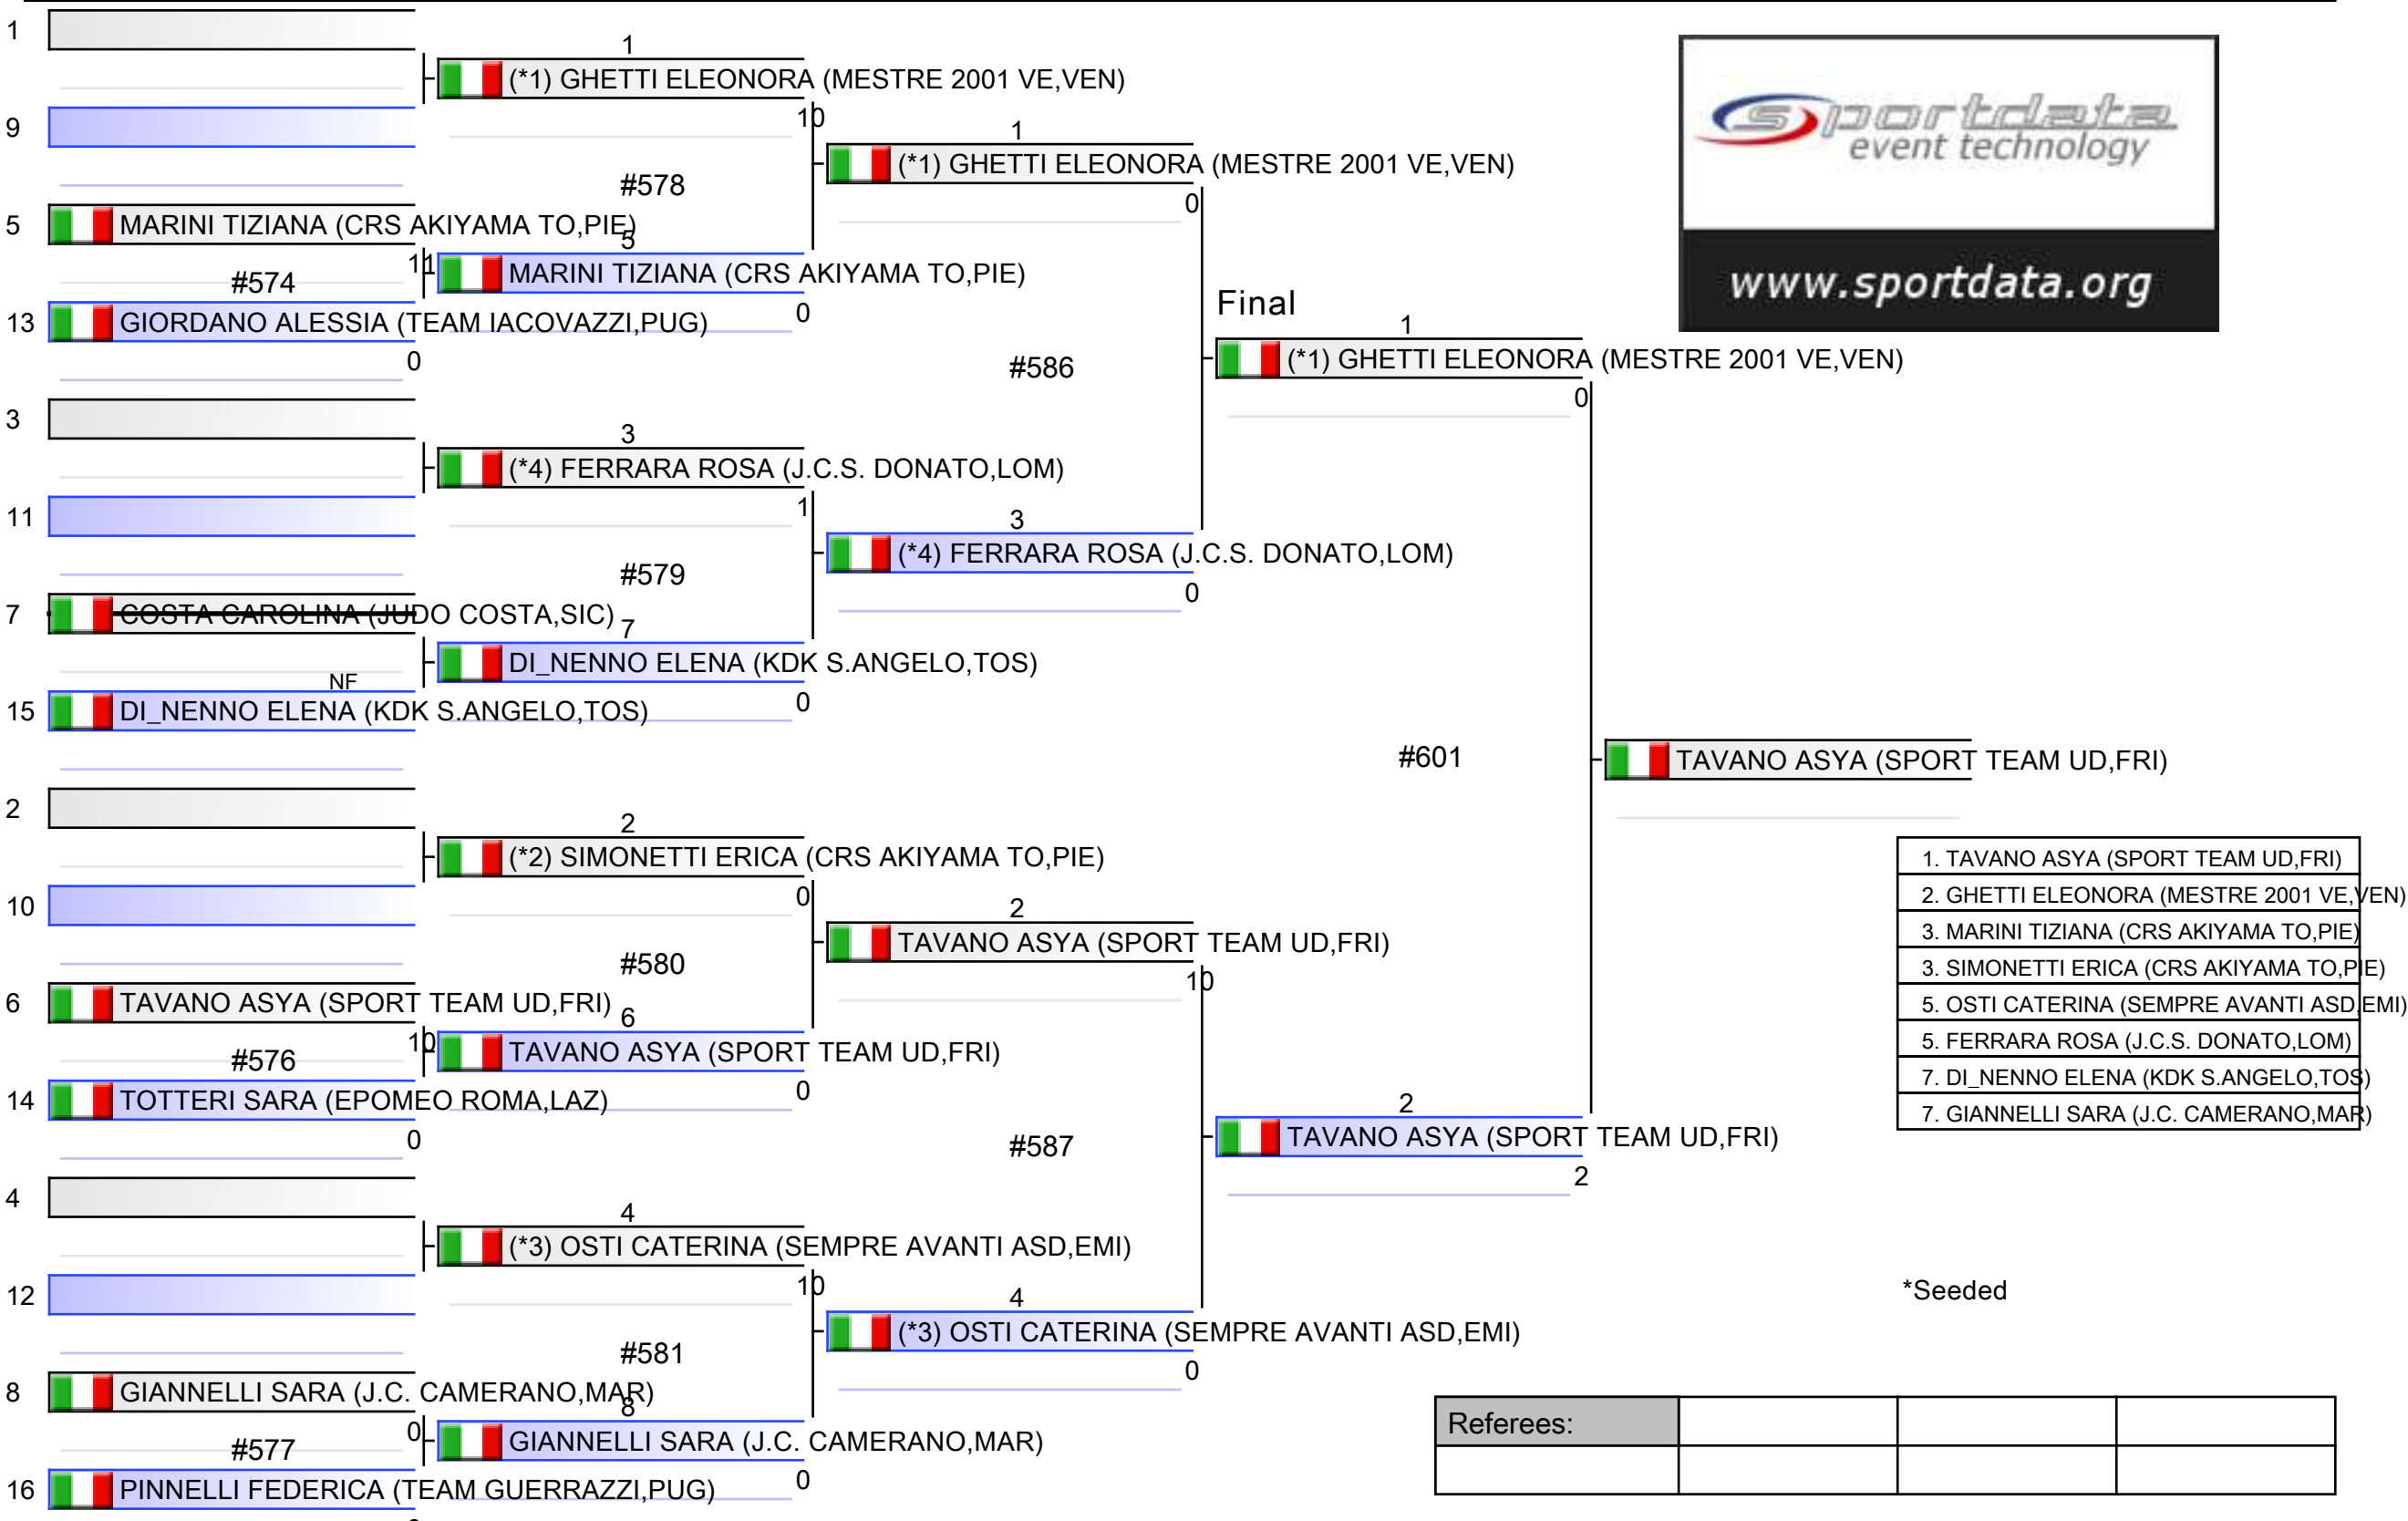 1
9
5 MARINI TIZIANA (CRS AKIYAMA TO,PIE)
#574
11
13 GIORDANO ALESSIA (TEAM IACOVAZZI,PUG)
0
3
11
7 COSTA CAROLINA (JUDO COSTA,SIC)
NF
15 DI_NENNO ELENA (KDK S.ANGELO,TOS)
2
10
6 TAVANO ASYA (SPORT TEAM UD,FRI)
#576
10
14 TOTTERI SARA (EPOMEO ROMA,LAZ)
0
4
12
8 GIANNELLI SARA (J.C. CAMERANO,MAR)
#577
0
16 PINNELLI FEDERICA (TEAM GUERRAZZI,PUG)
1
(*1) GHETTI ELEONORA (MESTRE 2001 VE,VEN)
10
#578
5
MARINI TIZIANA (CRS AKIYAMA TO,PIE)
0
3
(*4) FERRARA ROSA (J.C.S. DONATO,LOM)
1
#579
7
DI_NENNO ELENA (KDK S.ANGELO,TOS)
0
2
(*2) SIMONETTI ERICA (CRS AKIYAMA TO,PIE)
0
#580
6
TAVANO ASYA (SPORT TEAM UD,FRI)
0
4
(*3) OSTI CATERINA (SEMPRE AVANTI ASD,EMI)
10
#581
8
GIANNELLI SARA (J.C. CAMERANO,MAR)
0
1
(*1) GHETTI ELEONORA (MESTRE 2001 VE,VEN)
0
#586
3
(*4) FERRARA ROSA (J.C.S. DONATO,LOM)
0
2
TAVANO ASYA (SPORT TEAM UD,FRI)
10
#587
4
(*3) OSTI CATERINA (SEMPRE AVANTI ASD,EMI)
0
Final
1
(*1) GHETTI ELEONORA (MESTRE 2001 VE,VEN)
0
#601
2
TAVANO ASYA (SPORT TEAM UD,FRI)
2
TAVANO ASYA (SPORT TEAM UD,FRI)
sportdata
event technology
www.sportdata.org
1. TAVANO ASYA (SPORT TEAM UD,FRI)
2. GHETTI ELEONORA (MESTRE 2001 VE,VEN)
3. MARINI TIZIANA (CRS AKIYAMA TO,PIE)
3. SIMONETTI ERICA (CRS AKIYAMA TO,PIE)
5. OSTI CATERINA (SEMPRE AVANTI ASD,EMI)
5. FERRARA ROSA (J.C.S. DONATO,LOM)
7. DI_NENNO ELENA (KDK S.ANGELO,TOS)
7. GIANNELLI SARA (J.C. CAMERANO,MAR)
*Seeded
Referees: